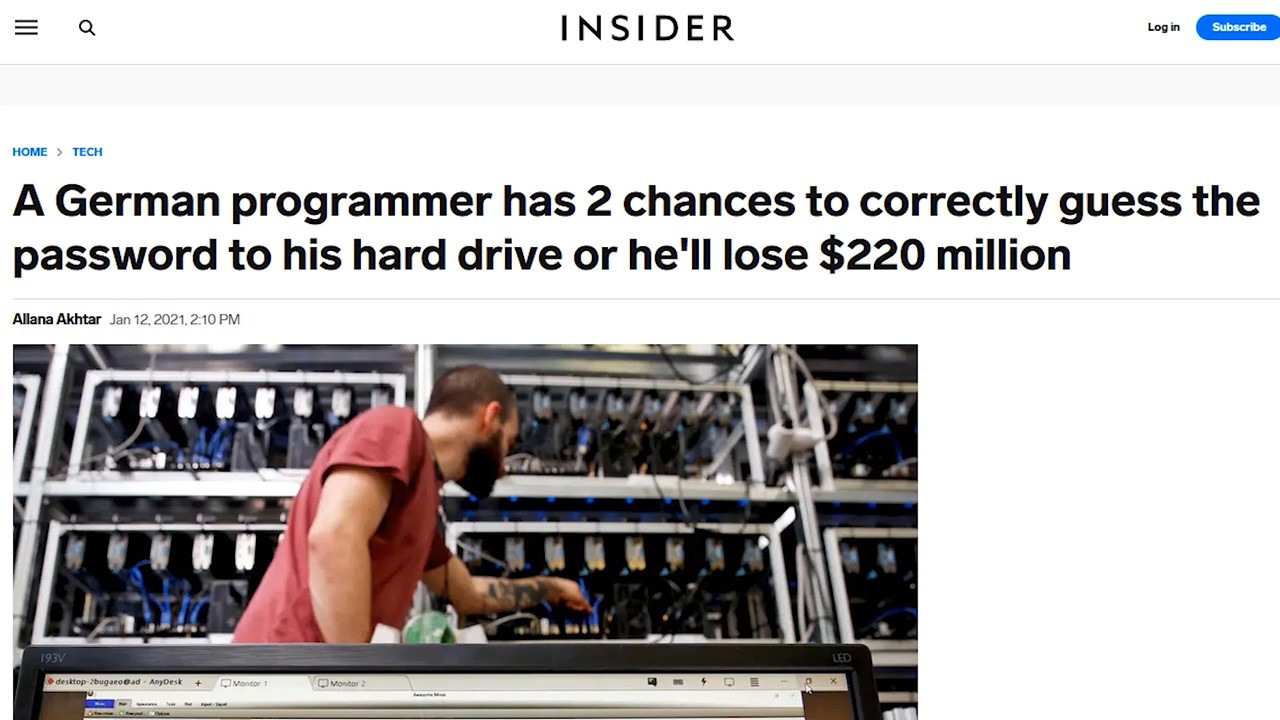 INSIDER
Log in
Subscribe
HOME > TECH
A German programmer has 2 chances to correctly guess the
password to his hard drive or he'll lose $220 million
Allana Akhtar Jan 12, 2021, 2:10 PM
193V
LED
desktop-2bugaeo@ad - AnyDesk + Monitor 1 Monitor 2
Awesome Miner